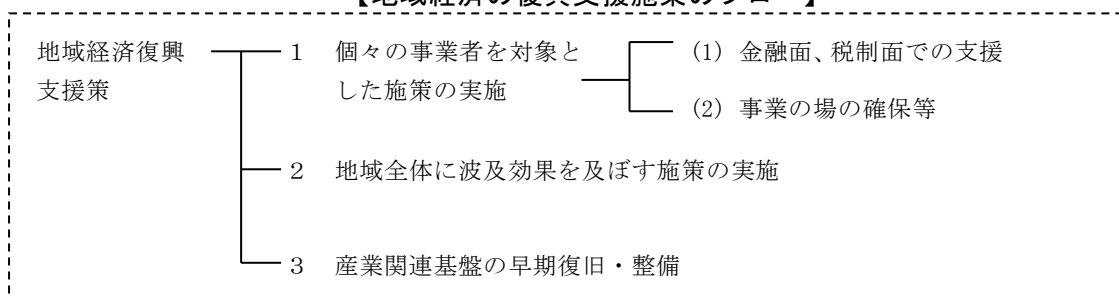 【地域経済の復興支援施策のフロー】
地域経済復興
支援策
1 個々の事業者を対象と
した施策の実施
(1) 金融面、税制面での支援
(2) 事業の場の確保等
2 地域全体に波及効果を及ぼす施策の実施
3 産業関連基盤の早期復旧・整備